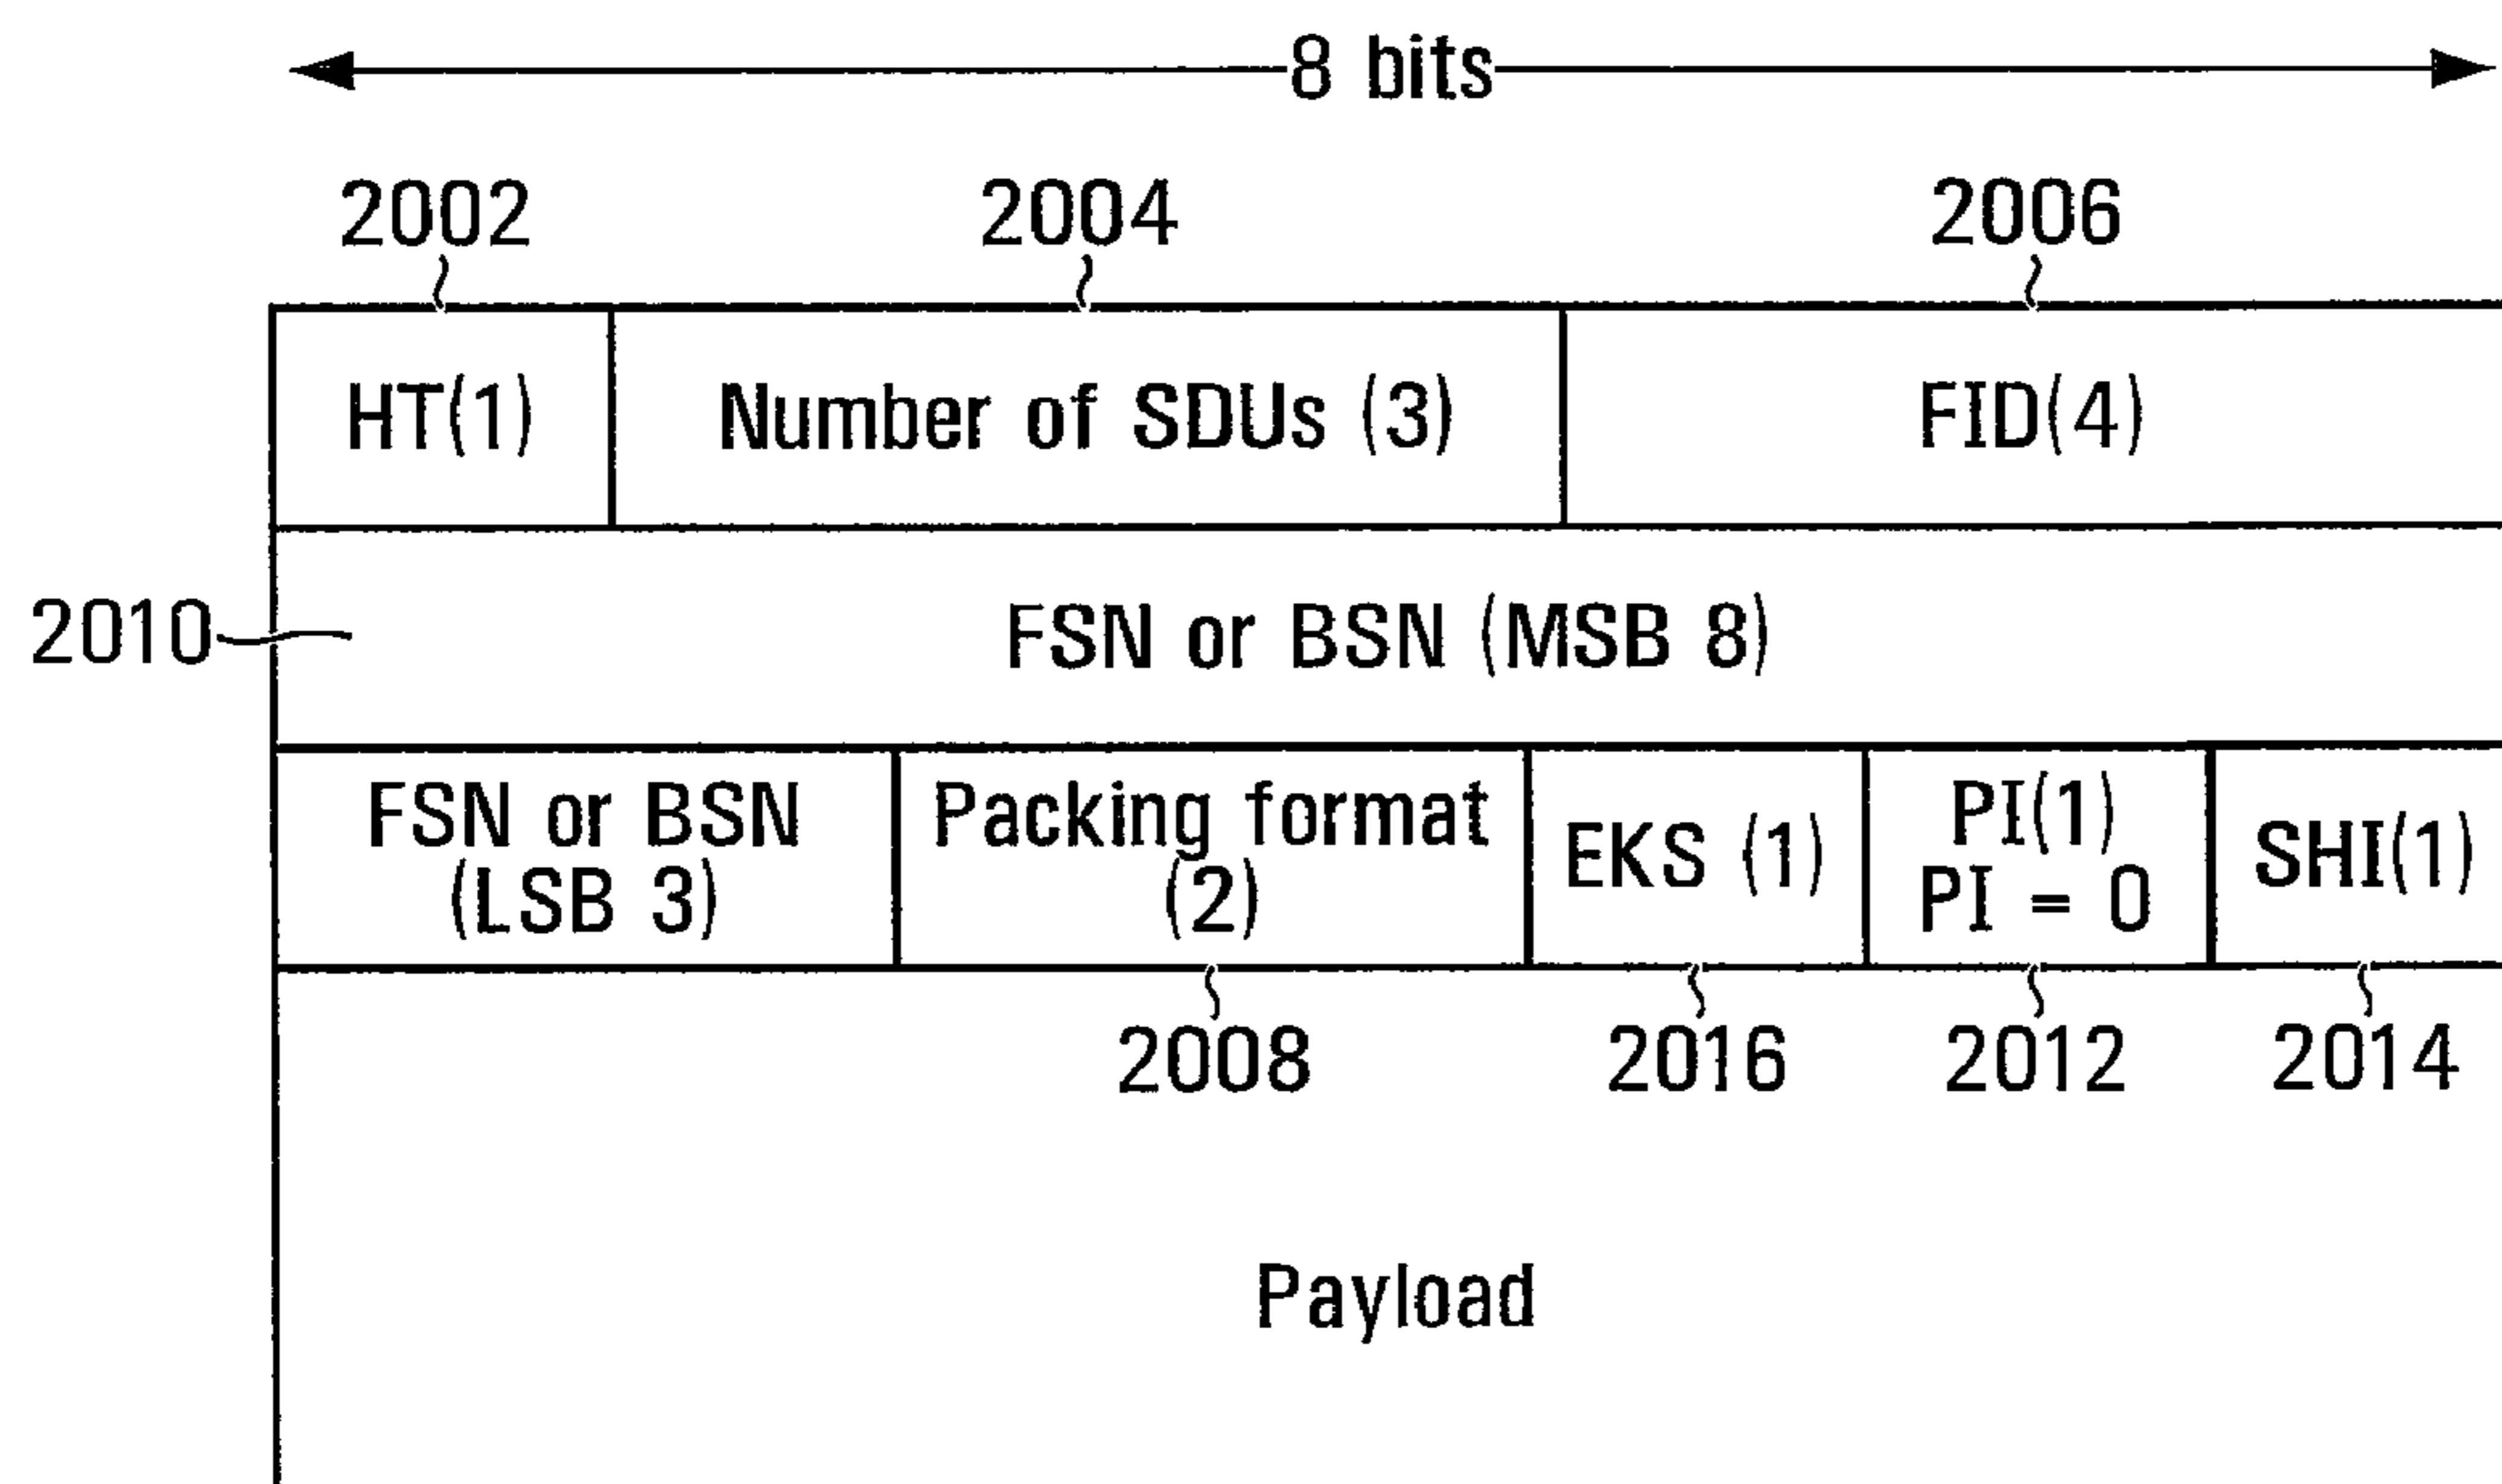 8 bits
2002 2004 2006
HT(1) Number of SDUs (3) FID(4)
2010 FSN or BSN (MSB 8)
FSN or BSN
(LSB 3)
Packing format
(2)
EKS (1)
PI(1)
PI = 0
SHI(1)
2008 2016 2012 2014
Payload